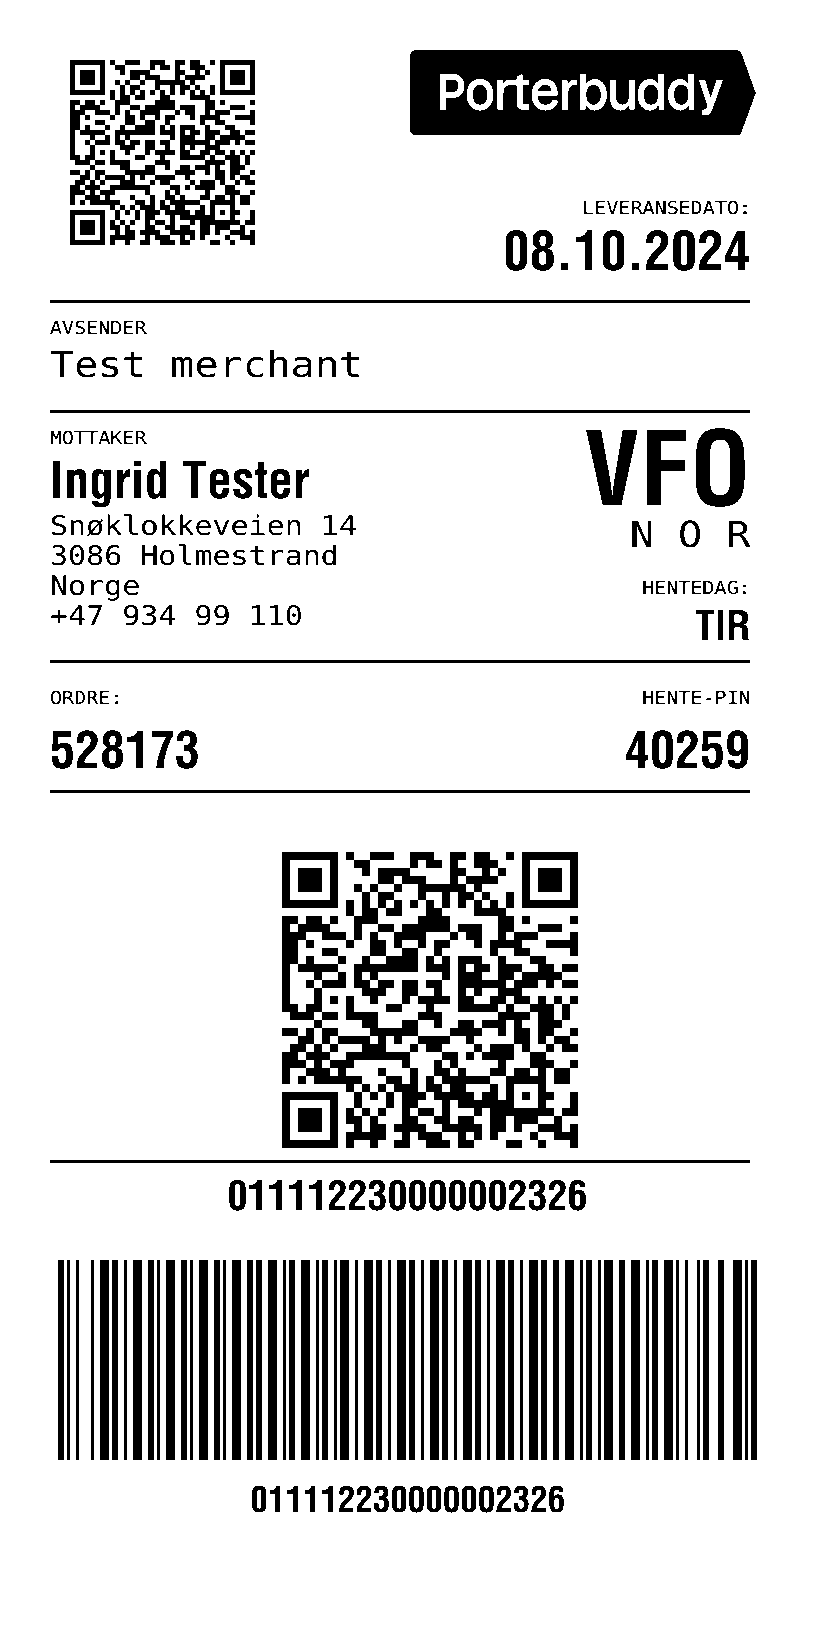 Porterbuddy
LEVERANSEDATO:
08.10.2024
AVSENDER
Test merchant
MOTTAKER
Ingrid Tester
Snøklokkeveien 14
3086 Holmestrand
Norge
+47 934 99 110
VFO
NOR
HENTEDAG:
TIR
ORDRE:
528173
HENTE-PIN
40259
011112230000002326
011112230000002326